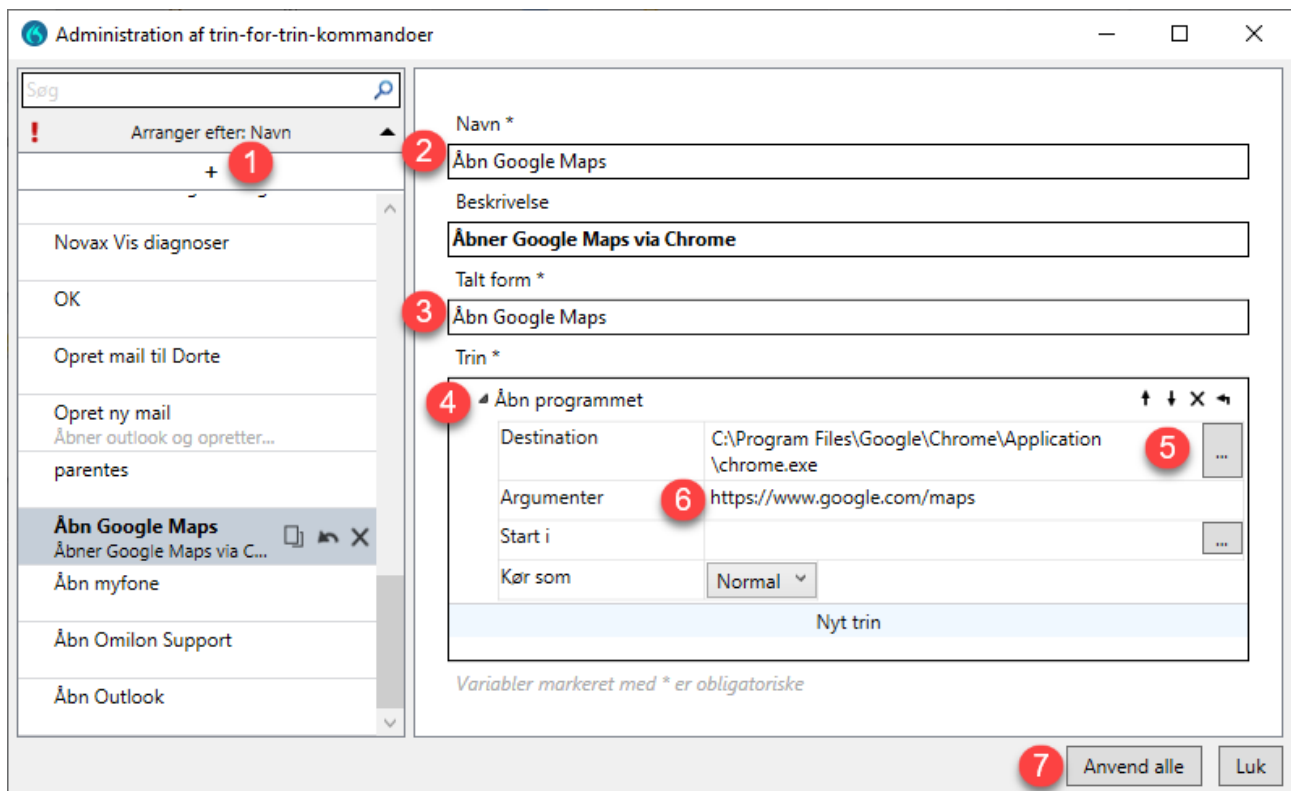 Administration af trin-for-trin-kommandoer
Søg
! Arranger efter: Navn
1
+
Novax Vis diagnoser
OK
Opret mail til Dorte
Opret ny mail
Åbner outlook og opretter...
parentes
Åbn Google Maps
Åbner Google Maps via C...
Åbn myfone
Åbn Omilon Support
Åbn Outlook
Navn *
2
Åbn Google Maps
Beskrivelse
Åbner Google Maps via Chrome
Talt form *
3
Åbn Google Maps
Trin *
4
Åbn programmet
Destination
C:\Program Files\Google\Chrome\Application
\chrome.exe
5
...
Argumenter
6
https://www.google.com/maps
Start i
...
Kør som
Normal
Nyt trin
Variabler markeret med * er obligatoriske
7
Anvend alle
Luk